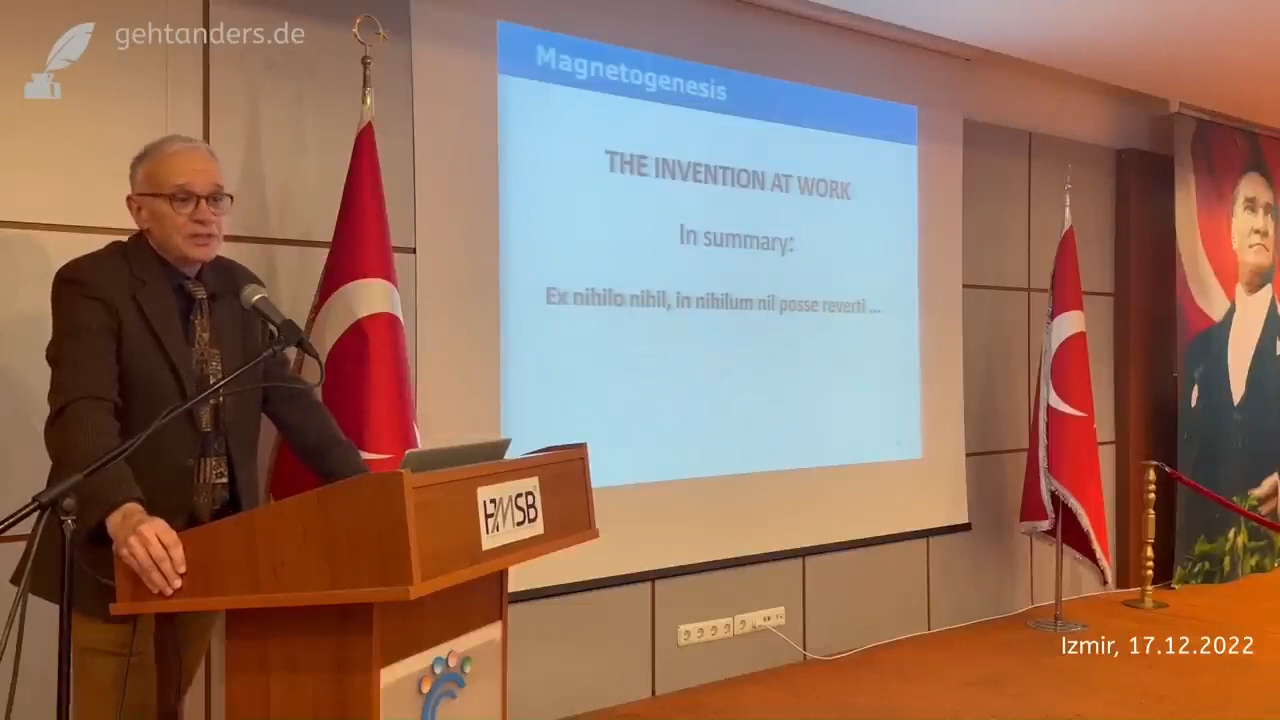 gehtanders.de
Magnetogenesis
THE INVENTION AT WORK
In summary:
Ex nihilo nihil, in nihilum nil posse reverti ...
HMSB
Izmir, 17.12.2022